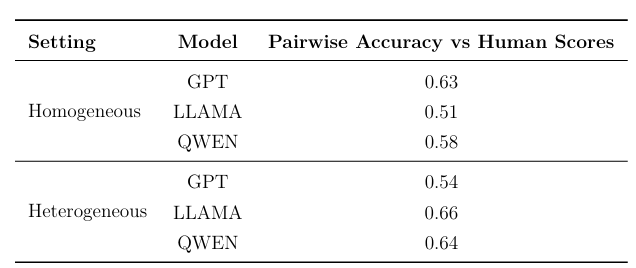 Setting Model Pairwise Accuracy vs Human Scores
GPT 0.63
Homogeneous LLAMA 0.51
QWEN 0.58
GPT 0.54
Heterogeneous LLAMA 0.66
QWEN 0.64